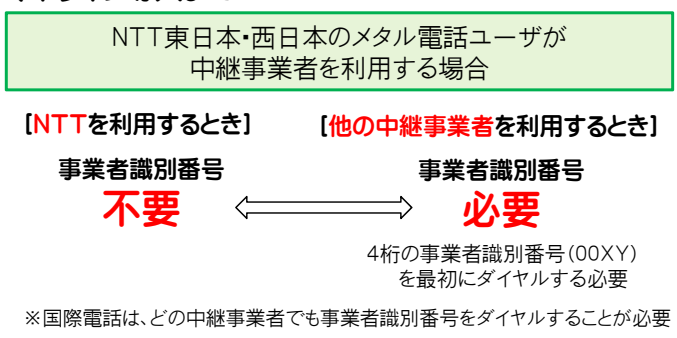 NTT東日本・西日本のメタル電話ユーザが
中継事業者を利用する場合
[NTTを利用するとき]
[他の中継事業者を利用するとき]
事業者識別番号
事業者識別番号
不要
必要
4桁の事業者識別番号(00XY)
を最初にダイヤルする必要
※国際電話は、どの中継事業者でも事業者識別番号をダイヤルすることが必要